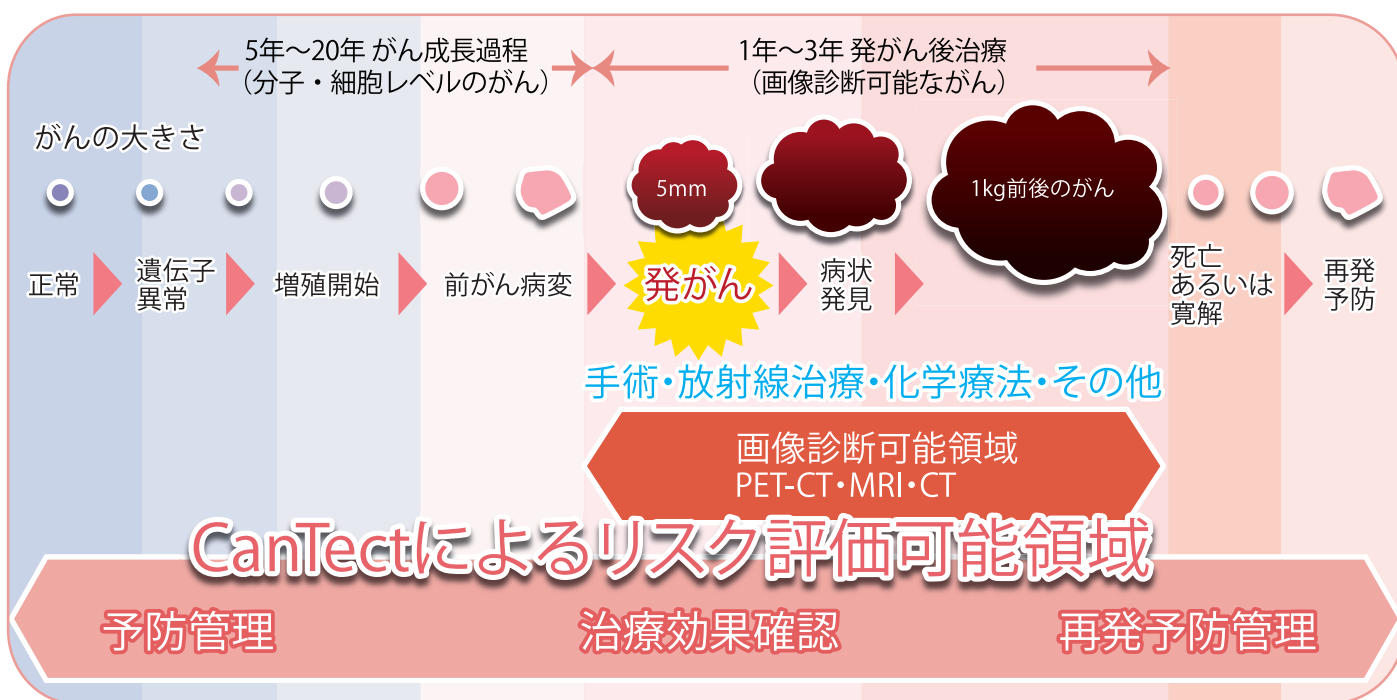 5年～20年 がん成長過程
（分子・細胞レベルのがん）
1年～3年 発がん後治療
（画像診断可能ながん）
がんの大きさ
5mm
1kg前後のがん
正常
遺伝子
異常
増殖開始
前がん病変
発がん
病状
発見
死亡
あるいは
寛解
再発
予防
手術・放射線治療・化学療法・その他
画像診断可能領域
PET-CT・MRI・CT
CanTectによるリスク評価可能領域
予防管理
治療効果確認
再発予防管理